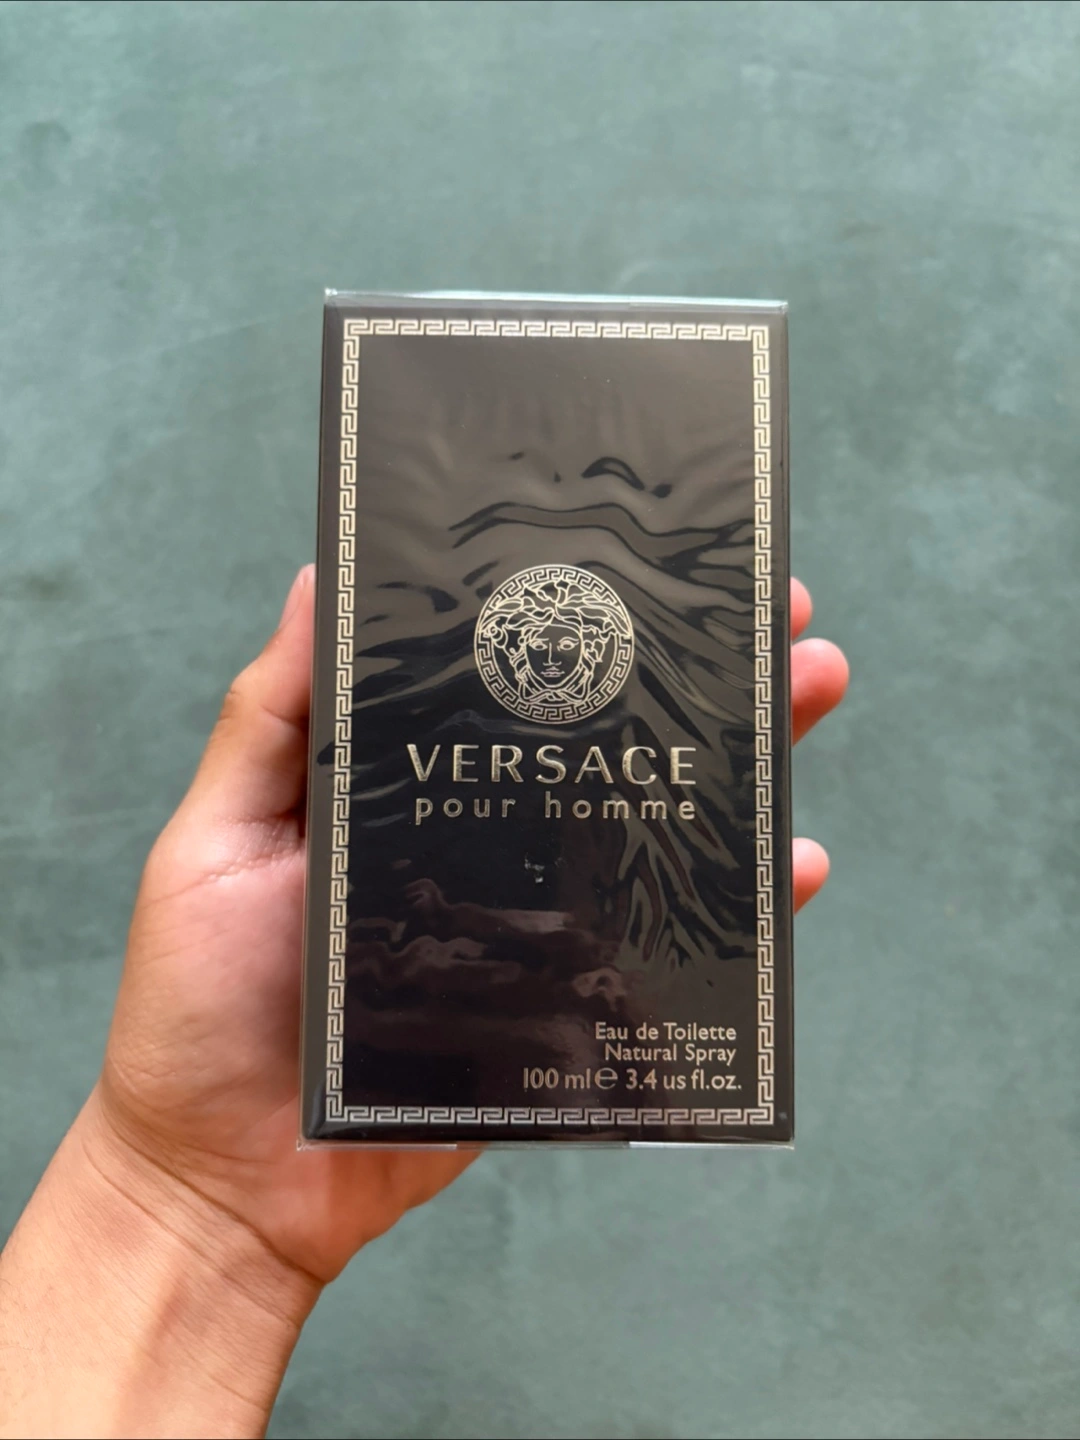 VERSACE
pour homme
Eau de Toilette
Natural Spray
100 ml℮ 3.4 us fl.oz.